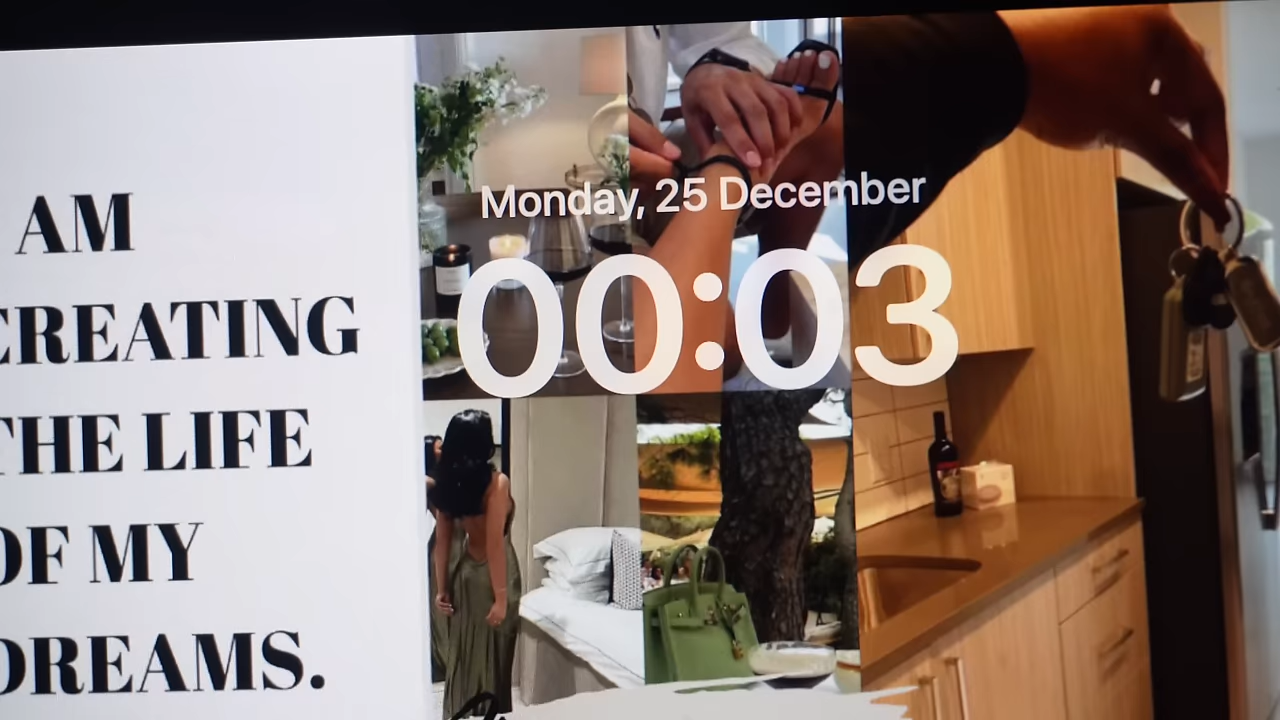 AM
CREATING
THE LIFE
OF MY
DREAMS.
Monday, 25 December
00:03